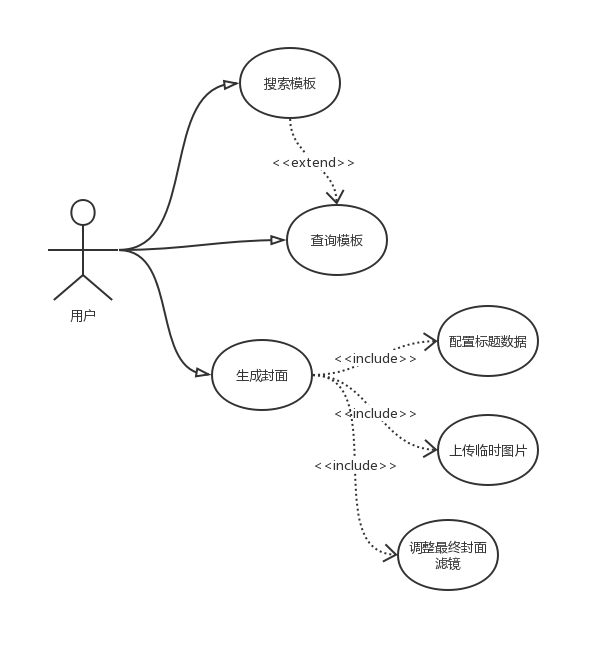 搜索模板
<<extend>>
查询模板
用户
生成封面
<<include>>
配置标题数据
<<include>>
上传临时图片
<<include>>
调整最终封面
滤镜